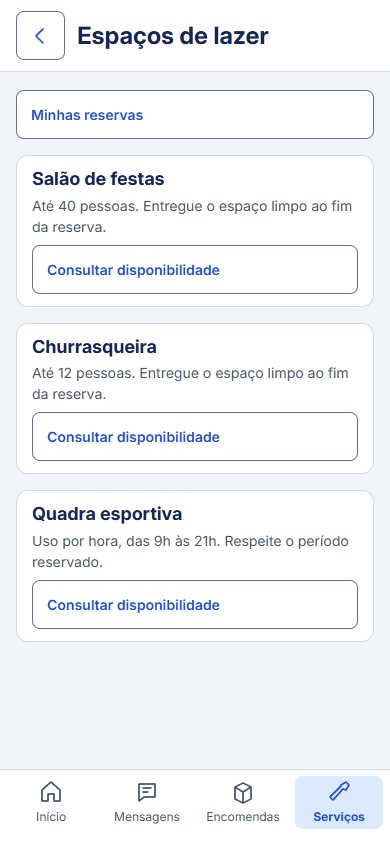 Espaços de lazer
Minhas reservas
Salão de festas
Até 40 pessoas. Entregue o espaço limpo ao fim
da reserva.
Consultar disponibilidade
Churrasqueira
Até 12 pessoas. Entregue o espaço limpo ao fim
da reserva.
Consultar disponibilidade
Quadra esportiva
Uso por hora, das 9h às 21h. Respeite o período
reservado.
Consultar disponibilidade
Início
Mensagens
Encomendas
Serviços